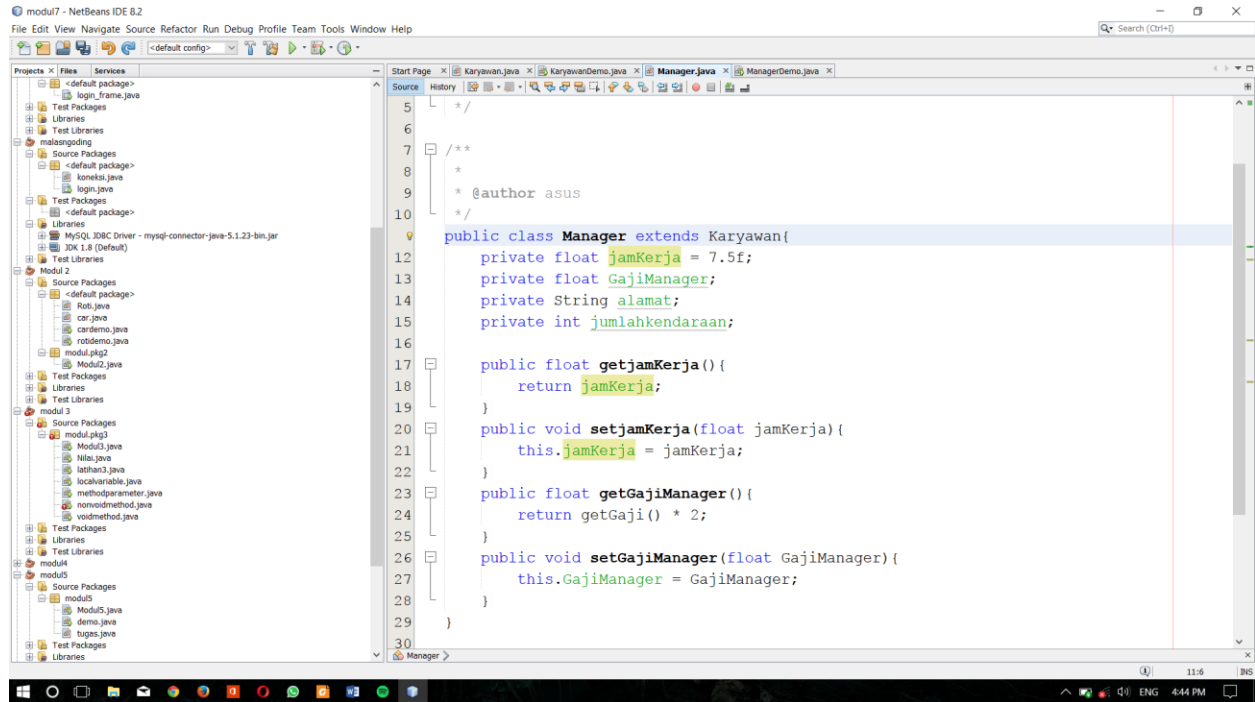 modul7 - NetBeans IDE 8.2
File Edit View Navigate Source Refactor Run Debug Profile Team Tools Window Help
Search (Ctrl+I)
<default config>
Projects Files Services
<default package>
login_frame.java
Test Packages
Libraries
Test Libraries
malasngoding
Source Packages
<default package>
koneksi.java
login.java
Test Packages
<default package>
Libraries
MySQL JDBC Driver - mysql-connector-java-5.1.23-bin.jar
JDK 1.8 (Default)
Test Libraries
Modul 2
Source Packages
<default package>
Roti.java
car.java
cardemo.java
rotidemo.java
modul.pkg2
Modul2.java
Test Packages
Libraries
Test Libraries
modul 3
Source Packages
modul.pkg3
Modul3.java
Nilai.java
latihan3.java
localvariable.java
methodparameter.java
nonvoidmethod.java
voidmethod.java
Test Packages
Libraries
Test Libraries
modul4
modul5
Source Packages
modul5
Modul5.java
demo.java
tugas.java
Test Packages
Libraries
Start Page Karyawan.java KaryawanDemo.java Manager.java ManagerDemo.java
Source History
5 */
6
7 /**
8 *
9 * @author asus
10 */
public class Manager extends Karyawan{
12 private float jamKerja = 7.5f;
13 private float GajiManager;
14 private String alamat;
15 private int jumlahkendaraan;
16
17 public float getjamKerja(){
18 return jamKerja;
19 }
20 public void setjamKerja(float jamKerja){
21 this.jamKerja = jamKerja;
22 }
23 public float getGajiManager(){
24 return getGaji() * 2;
25 }
26 public void setGajiManager(float GajiManager){
27 this.GajiManager = GajiManager;
28 }
29 }
30
Manager
11:6 INS
ENG 4:44 PM